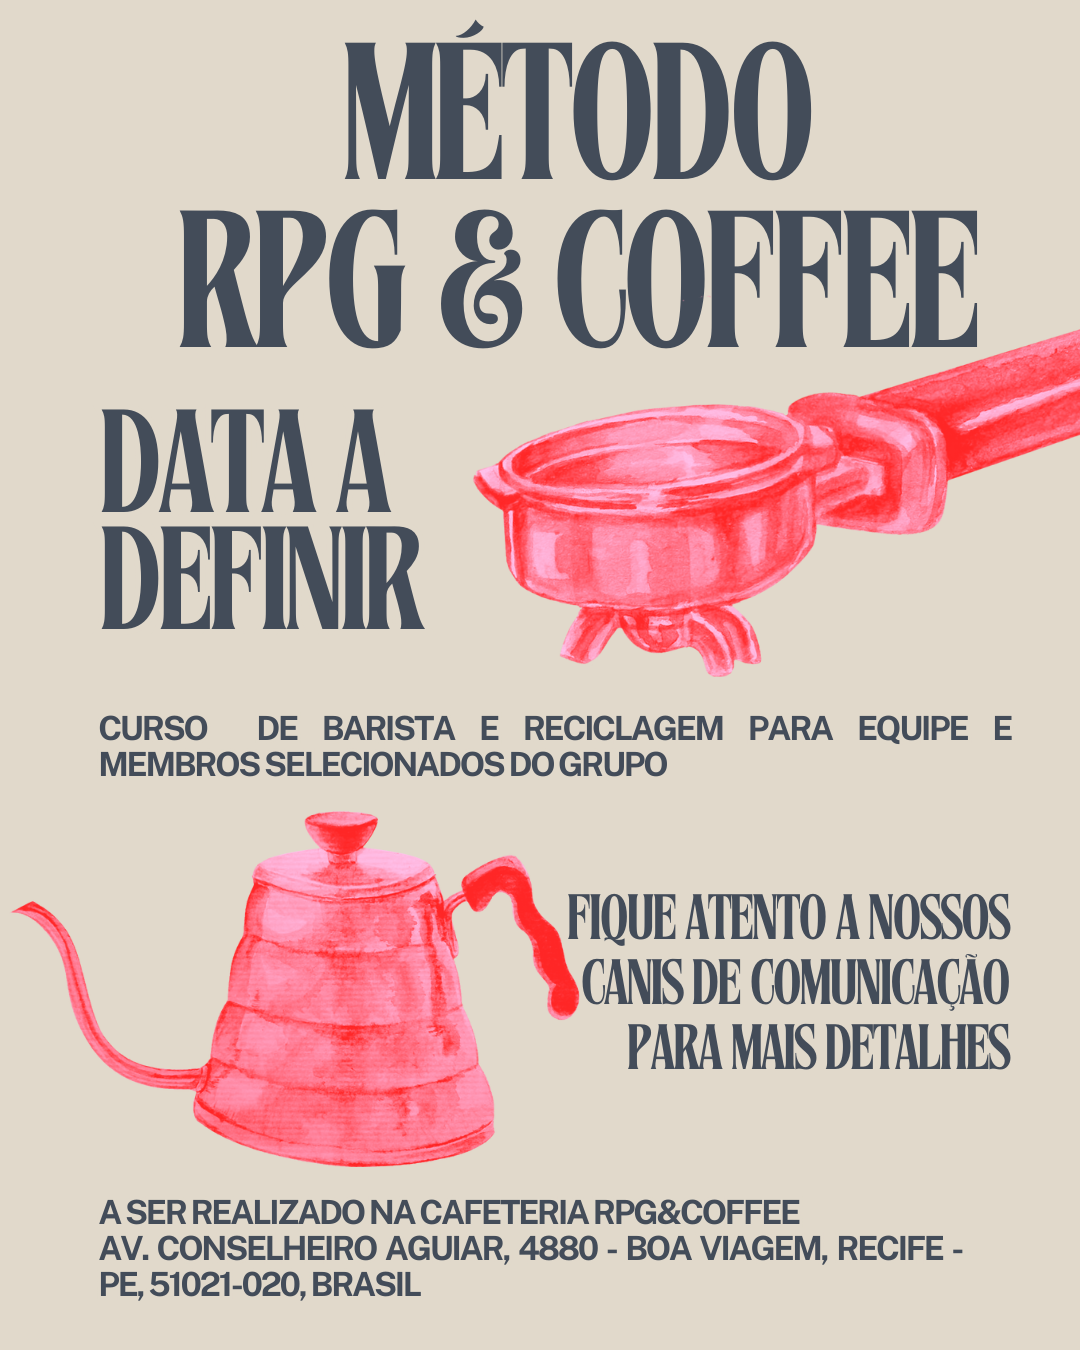 MÉTODO
RPG & COFFEE
DATA A
DEFINIR
CURSO DE BARISTA E RECICLAGEM PARA EQUIPE E
MEMBROS SELECIONADOS DO GRUPO
FIQUE ATENTO A NOSSOS
CANIS DE COMUNICAÇÃO
PARA MAIS DETALHES
A SER REALIZADO NA CAFETERIA RPG&COFFEE
AV. CONSELHEIRO AGUIAR, 4880 - BOA VIAGEM, RECIFE -
PE, 51021-020, BRASIL